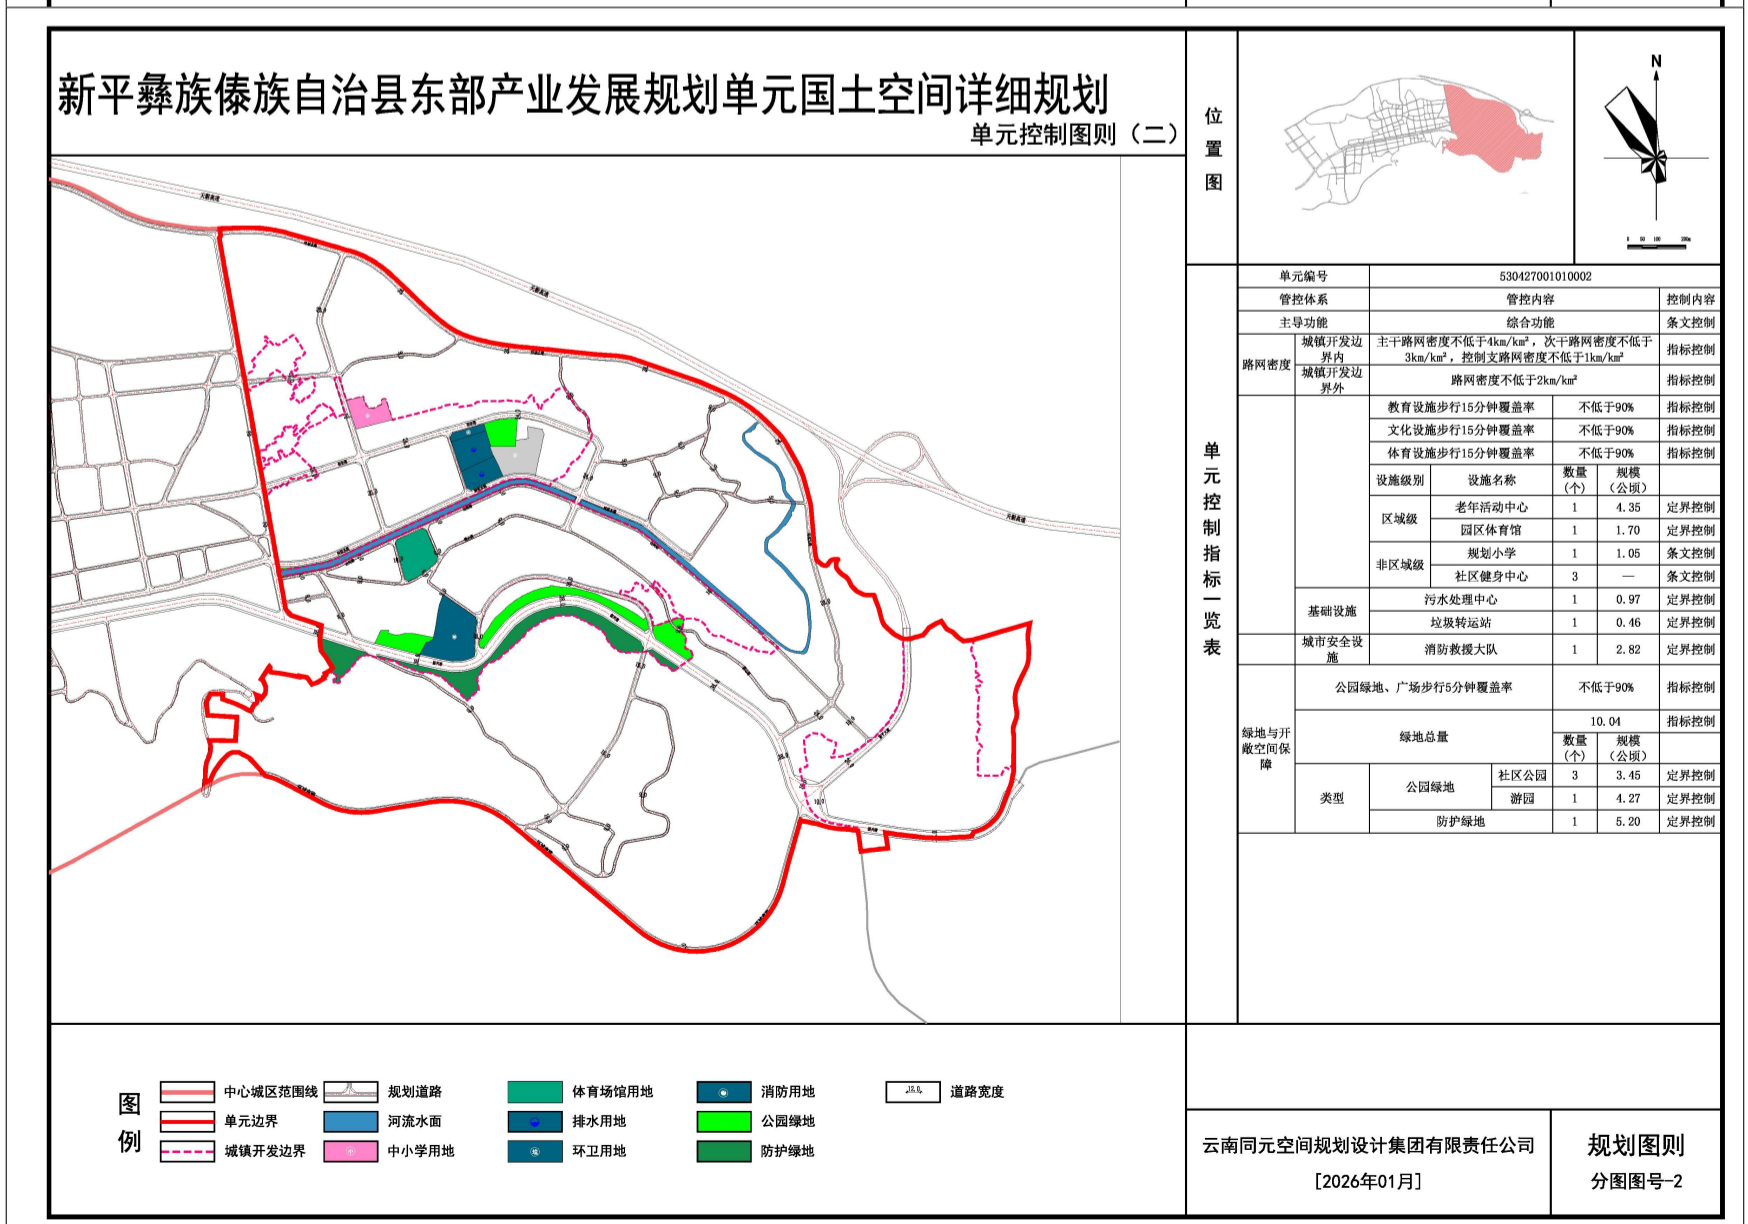 新平彝族傣族自治县东部产业发展规划单元国土空间详细规划
单元控制图则（二）
位置图
N
0 50 100 200m
天猴高速
天猴高速
天猴高速
单元控制指标一览表
单元编号 530427001010002
管控体系 管控内容 控制内容
主导功能 综合功能 条文控制
路网密度 城镇开发边界内 主干路网密度不低于4km/km²，次干路网密度不低于3km/km²，控制支路网密度不低于1km/km² 指标控制
城镇开发边界外 路网密度不低于2km/km² 指标控制
教育设施步行15分钟覆盖率 不低于90% 指标控制
文化设施步行15分钟覆盖率 不低于90% 指标控制
体育设施步行15分钟覆盖率 不低于90% 指标控制
设施级别 设施名称 数量（个） 规模（公顷）
区域级 老年活动中心 1 4.35 定界控制
园区体育馆 1 1.70 定界控制
非区域级 规划小学 1 1.05 条文控制
社区健身中心 3 — 条文控制
基础设施 污水处理中心 1 0.97 定界控制
垃圾转运站 1 0.46 定界控制
城市安全设施 消防救援大队 1 2.82 定界控制
绿地与开敞空间保障 公园绿地、广场步行5分钟覆盖率 不低于90% 指标控制
绿地总量 10.04 指标控制
数量（个） 规模（公顷）
类型 公园绿地 社区公园 3 3.45 定界控制
游园 1 4.27 定界控制
防护绿地 1 5.20 定界控制
图例
中心城区范围线 规划道路 体育场馆用地 消防用地 12.0 道路宽度
单元边界 河流水面 排水用地 公园绿地
城镇开发边界 中小学用地 环卫用地 防护绿地
云南同元空间规划设计集团有限责任公司
[2026年01月]
规划图则
分图图号-2